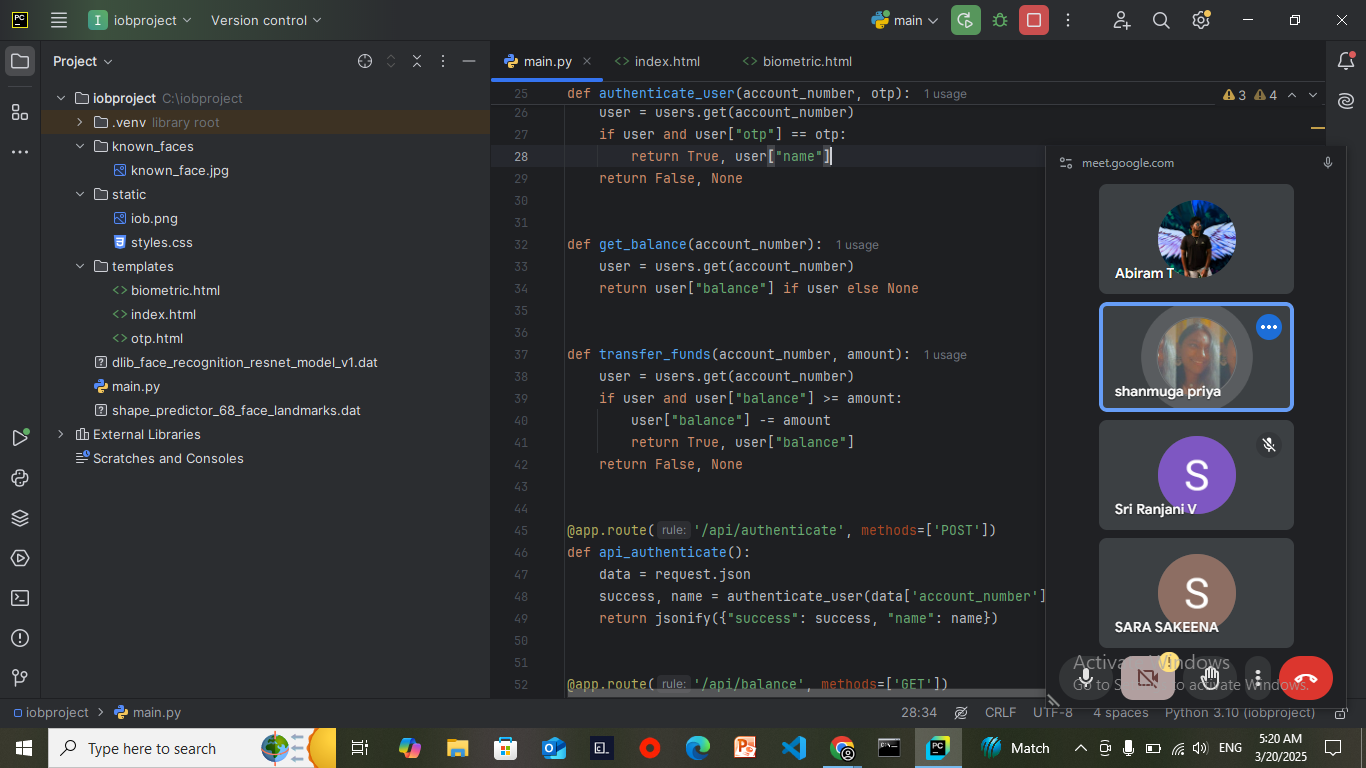 PC
I
iobproject
Version control
main
Project
main.py
index.html
biometric.html
iobproject C:\iobproject
.venv library root
known_faces
known_face.jpg
static
iob.png
styles.css
templates
biometric.html
index.html
otp.html
dlib_face_recognition_resnet_model_v1.dat
main.py
shape_predictor_68_face_landmarks.dat
External Libraries
Scratches and Consoles
25 def authenticate_user(account_number, otp): 1 usage
3 4
26 user = users.get(account_number)
27 if user and user["otp"] == otp:
28 return True, user["name"]
29 return False, None
30
31
32 def get_balance(account_number): 1 usage
33 user = users.get(account_number)
34 return user["balance"] if user else None
35
36
37 def transfer_funds(account_number, amount): 1 usage
38 user = users.get(account_number)
39 if user and user["balance"] >= amount:
40 user["balance"] -= amount
41 return True, user["balance"]
42 return False, None
43
44
45 @app.route( rule: '/api/authenticate', methods=['POST'])
46 def api_authenticate():
47 data = request.json
48 success, name = authenticate_user(data['account_number']
49 return jsonify({"success": success, "name": name})
50
51
52 @app.route( rule: '/api/balance', methods=['GET'])
meet.google.com
Abiram T
shanmuga priya
S
Sri Ranjani V
S
SARA SAKEENA
Activate Windows
Go to S to activate Windows.
iobproject
main.py
28:34
CRLF
UTF-8
4 spaces
Python 3.10 (iobproject)
Type here to search
Match
ENG
5:20 AM
3/20/2025